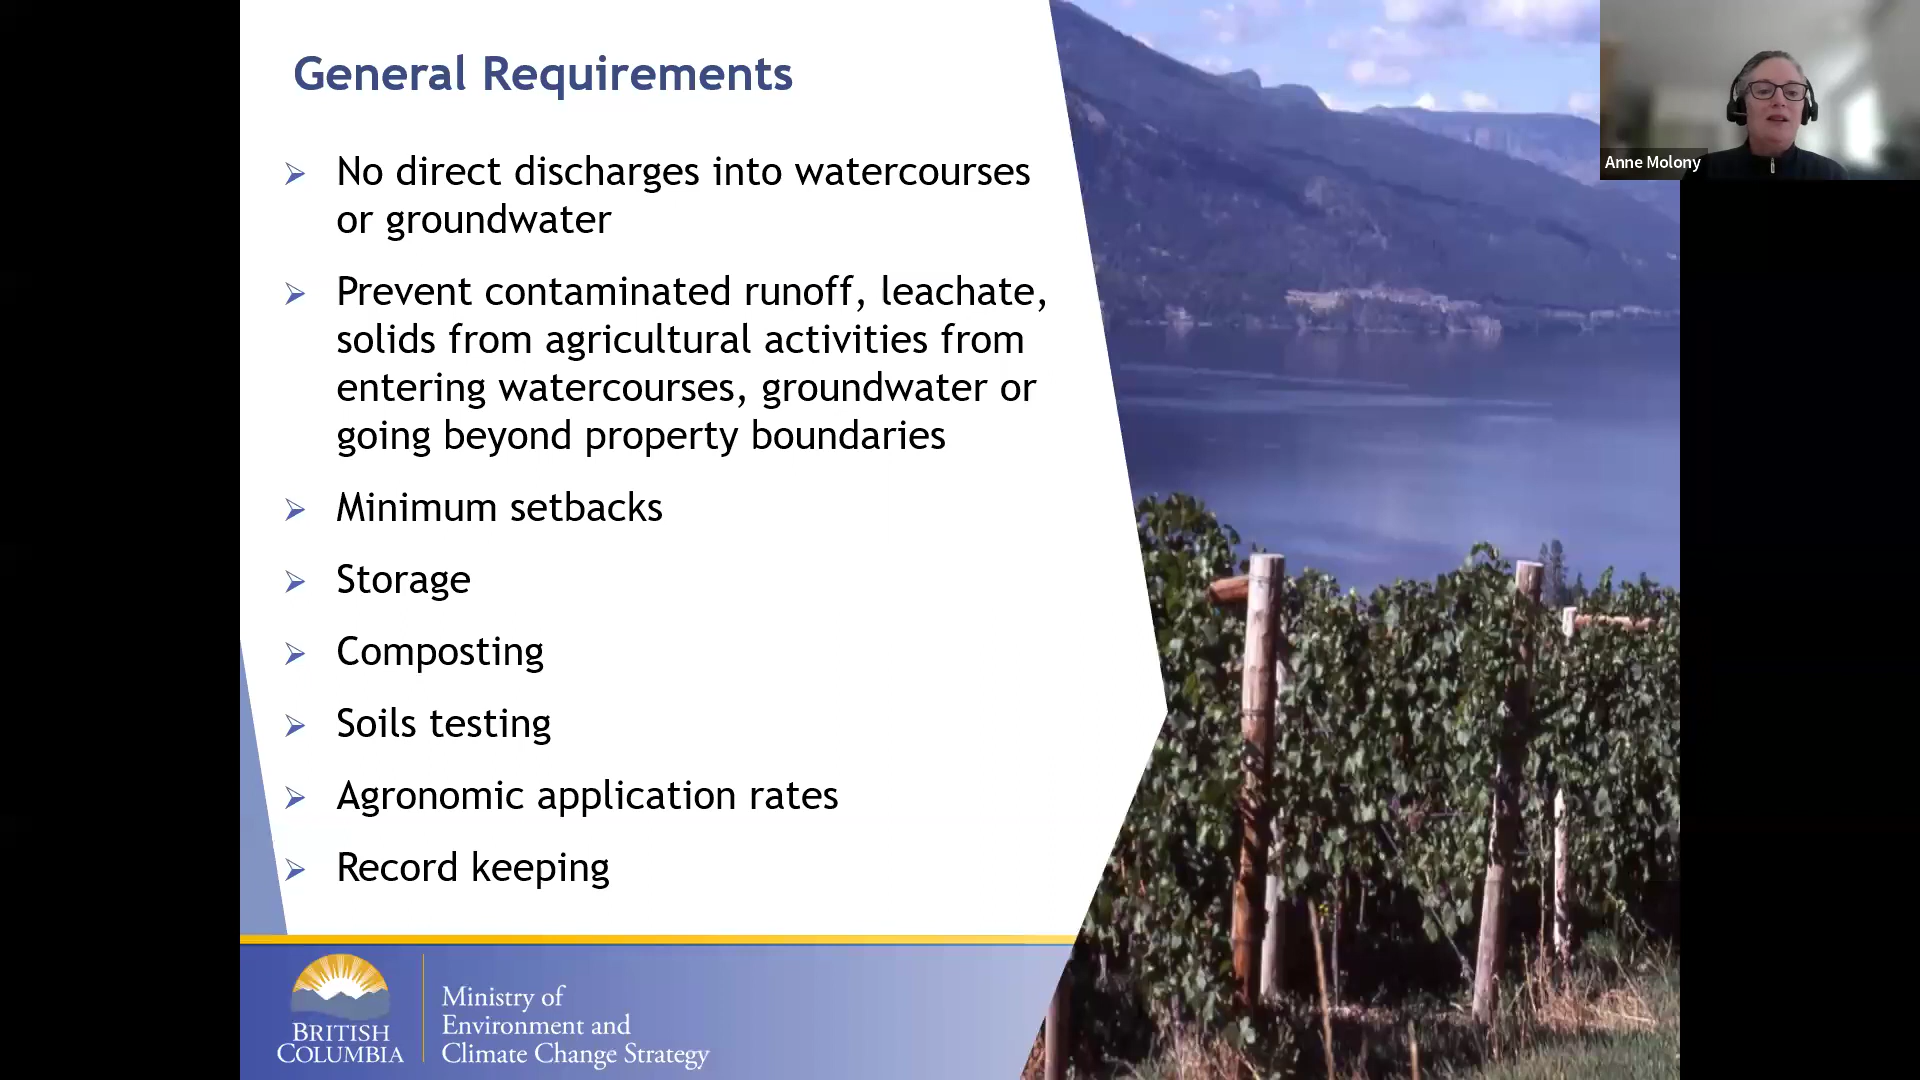 General Requirements
No direct discharges into watercourses
or groundwater
Prevent contaminated runoff, leachate,
solids from agricultural activities from
entering watercourses, groundwater or
going beyond property boundaries
Minimum setbacks
Storage
Composting
Soils testing
Agronomic application rates
Record keeping
BRITISH
COLUMBIA
Ministry of
Environment and
Climate Change Strategy
Anne Molony